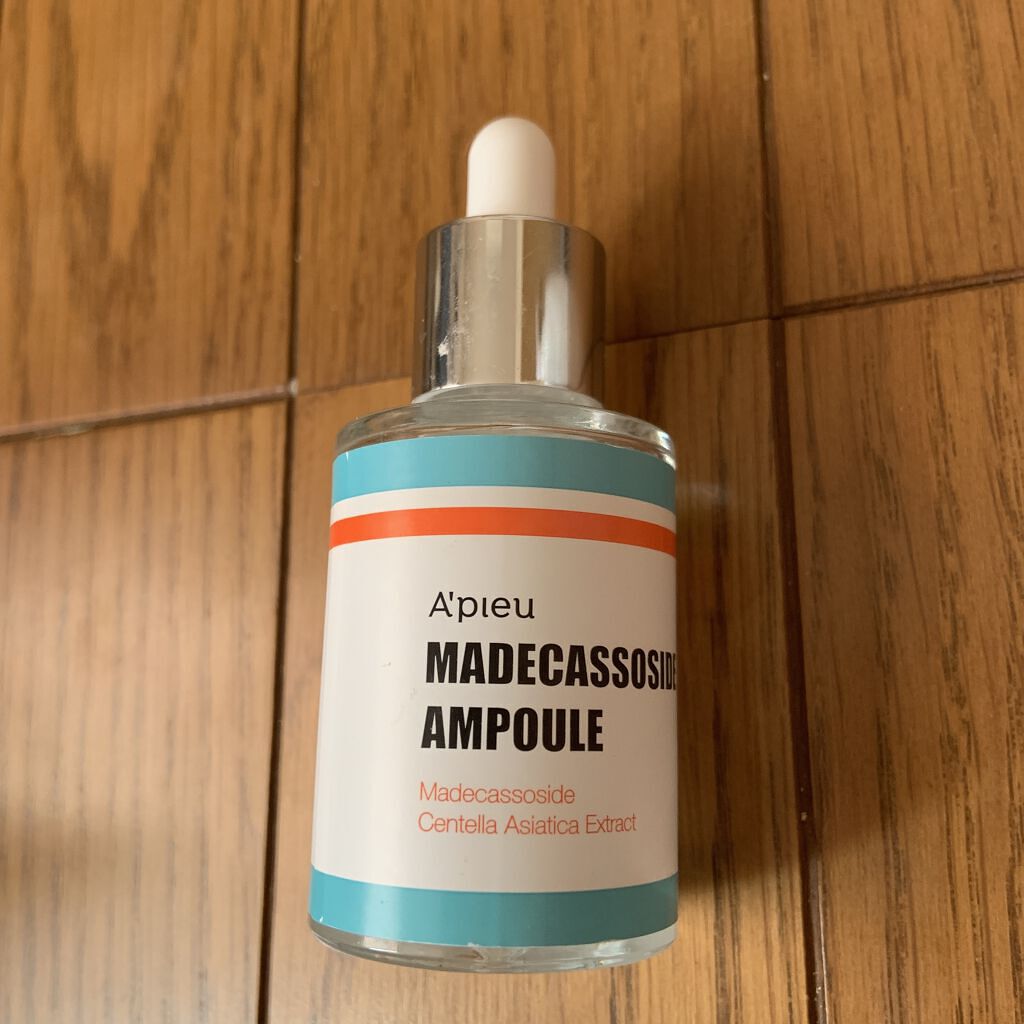 A'pieu
MADECASSOSIDE
AMPOULE
Madecassoside
Centella Asiatica Extract